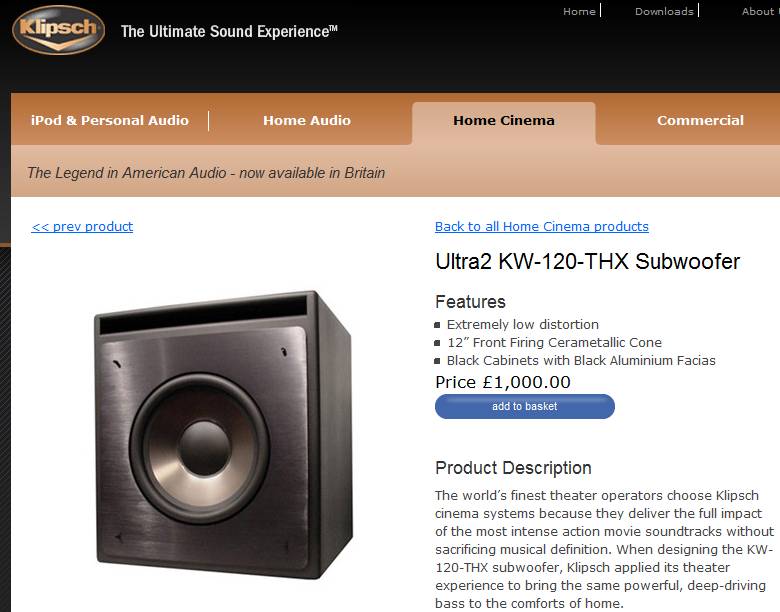 Klipsch
The Ultimate Sound Experience™
Home
Downloads
About
iPod & Personal Audio
Home Audio
Home Cinema
Commercial
The Legend in American Audio - now available in Britain
<< prev product
Back to all Home Cinema products
Ultra2 KW-120-THX Subwoofer
Features
Extremely low distortion
12” Front Firing Cerametallic Cone
Black Cabinets with Black Aluminium Facias
Price £1,000.00
add to basket
Product Description
The world’s finest theater operators choose Klipsch
cinema systems because they deliver the full impact
of the most intense action movie soundtracks without
sacrificing musical definition. When designing the KW-
120-THX subwoofer, Klipsch applied its theater
experience to bring the same powerful, deep-driving
bass to the comforts of home.